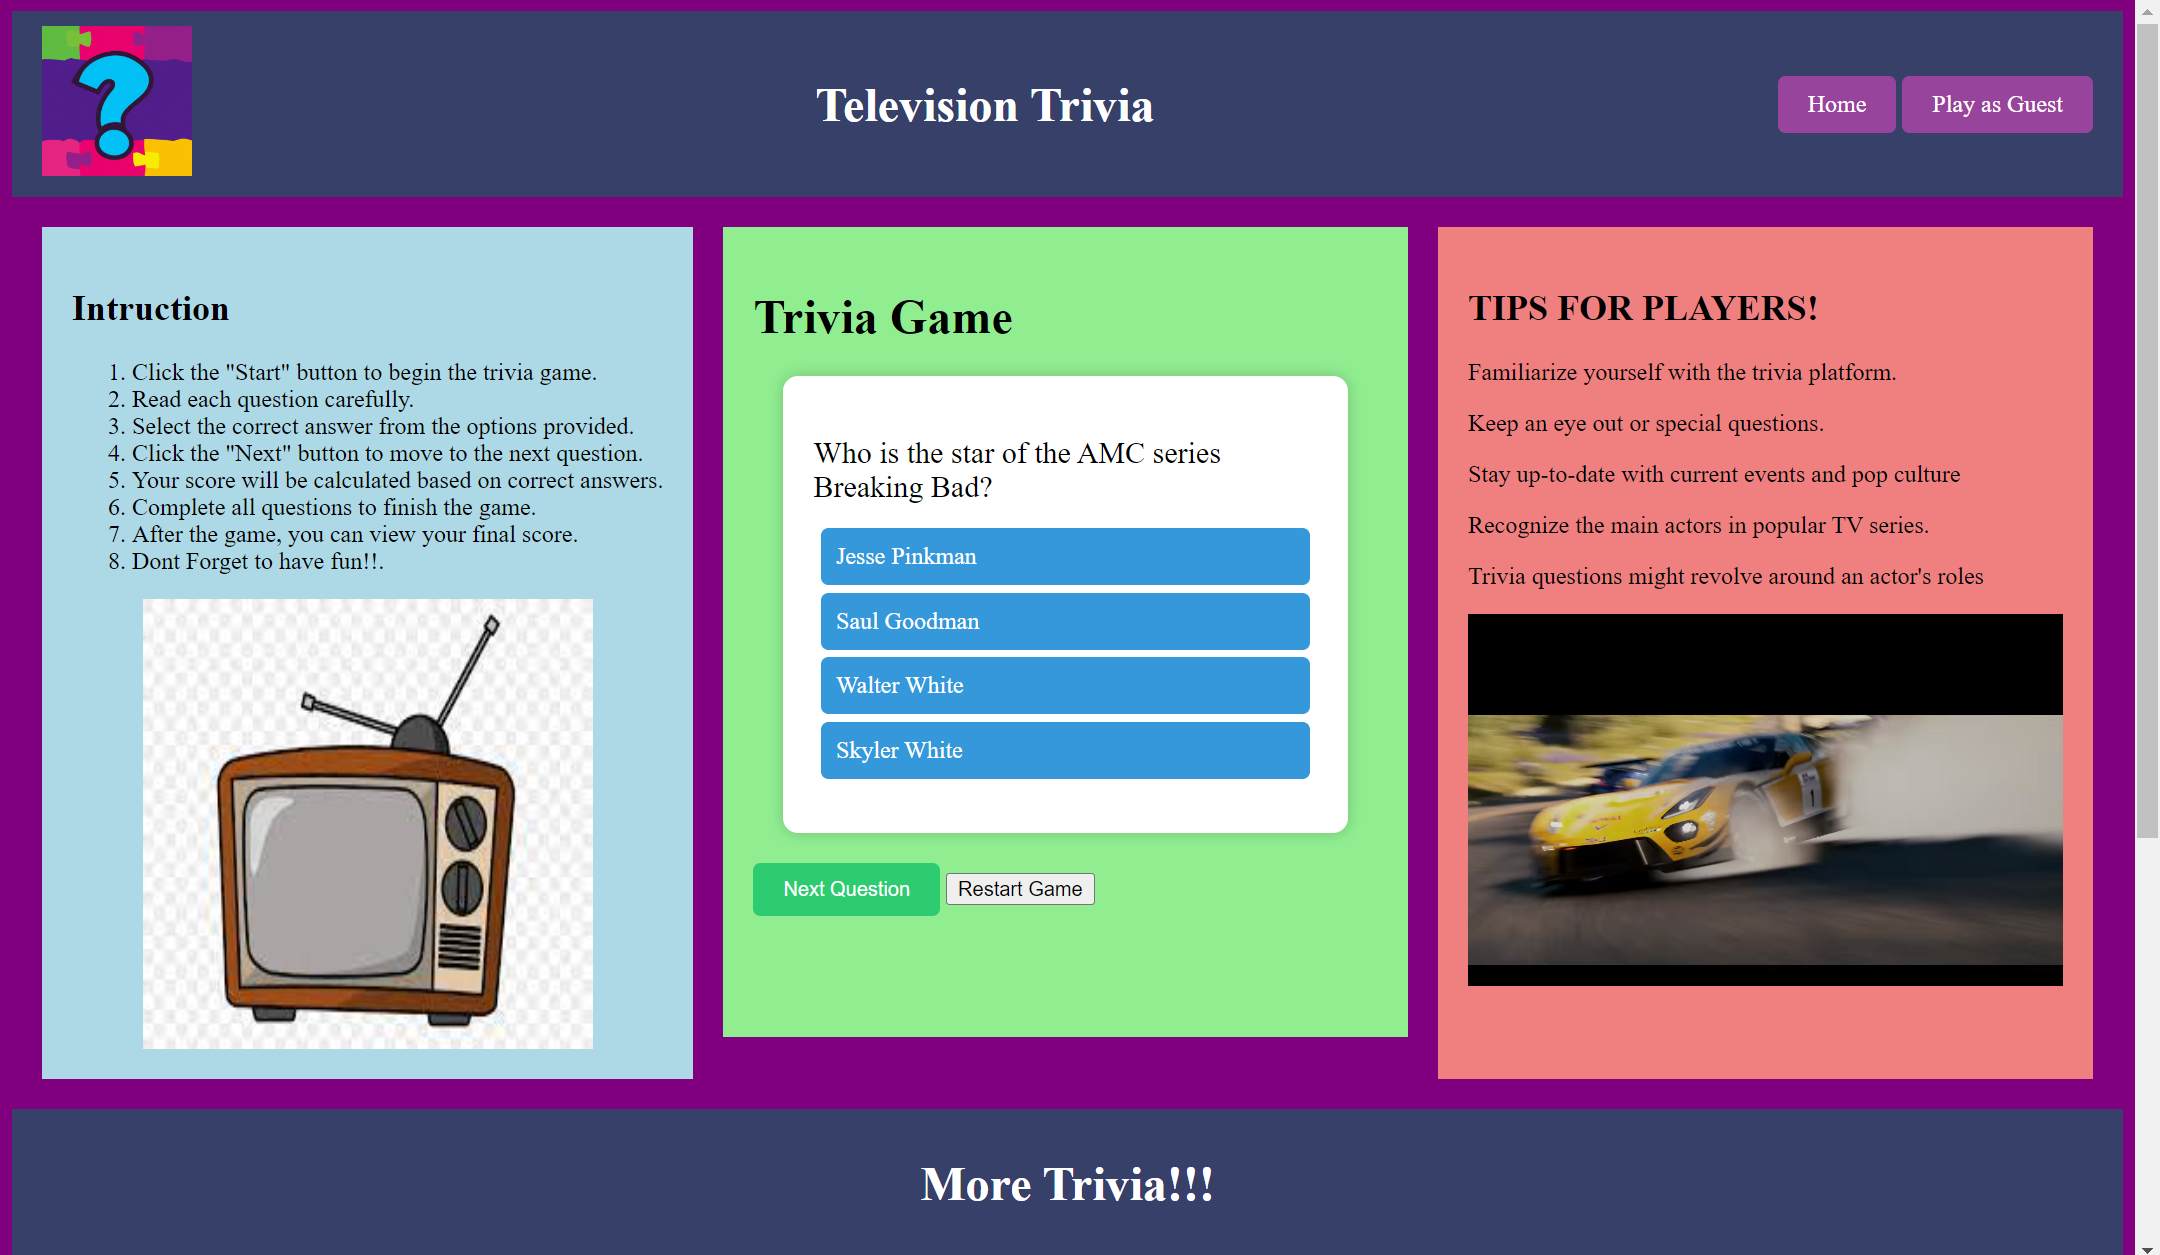 ?
Television Trivia
Home
Play as Guest
Intruction
1. Click the "Start" button to begin the trivia game.
2. Read each question carefully.
3. Select the correct answer from the options provided.
4. Click the "Next" button to move to the next question.
5. Your score will be calculated based on correct answers.
6. Complete all questions to finish the game.
7. After the game, you can view your final score.
8. Dont Forget to have fun!!.
Trivia Game
Who is the star of the AMC series
Breaking Bad?
Jesse Pinkman
Saul Goodman
Walter White
Skyler White
Next Question
Restart Game
TIPS FOR PLAYERS!
Familiarize yourself with the trivia platform.
Keep an eye out or special questions.
Stay up-to-date with current events and pop culture
Recognize the main actors in popular TV series.
Trivia questions might revolve around an actor's roles
1
More Trivia!!!